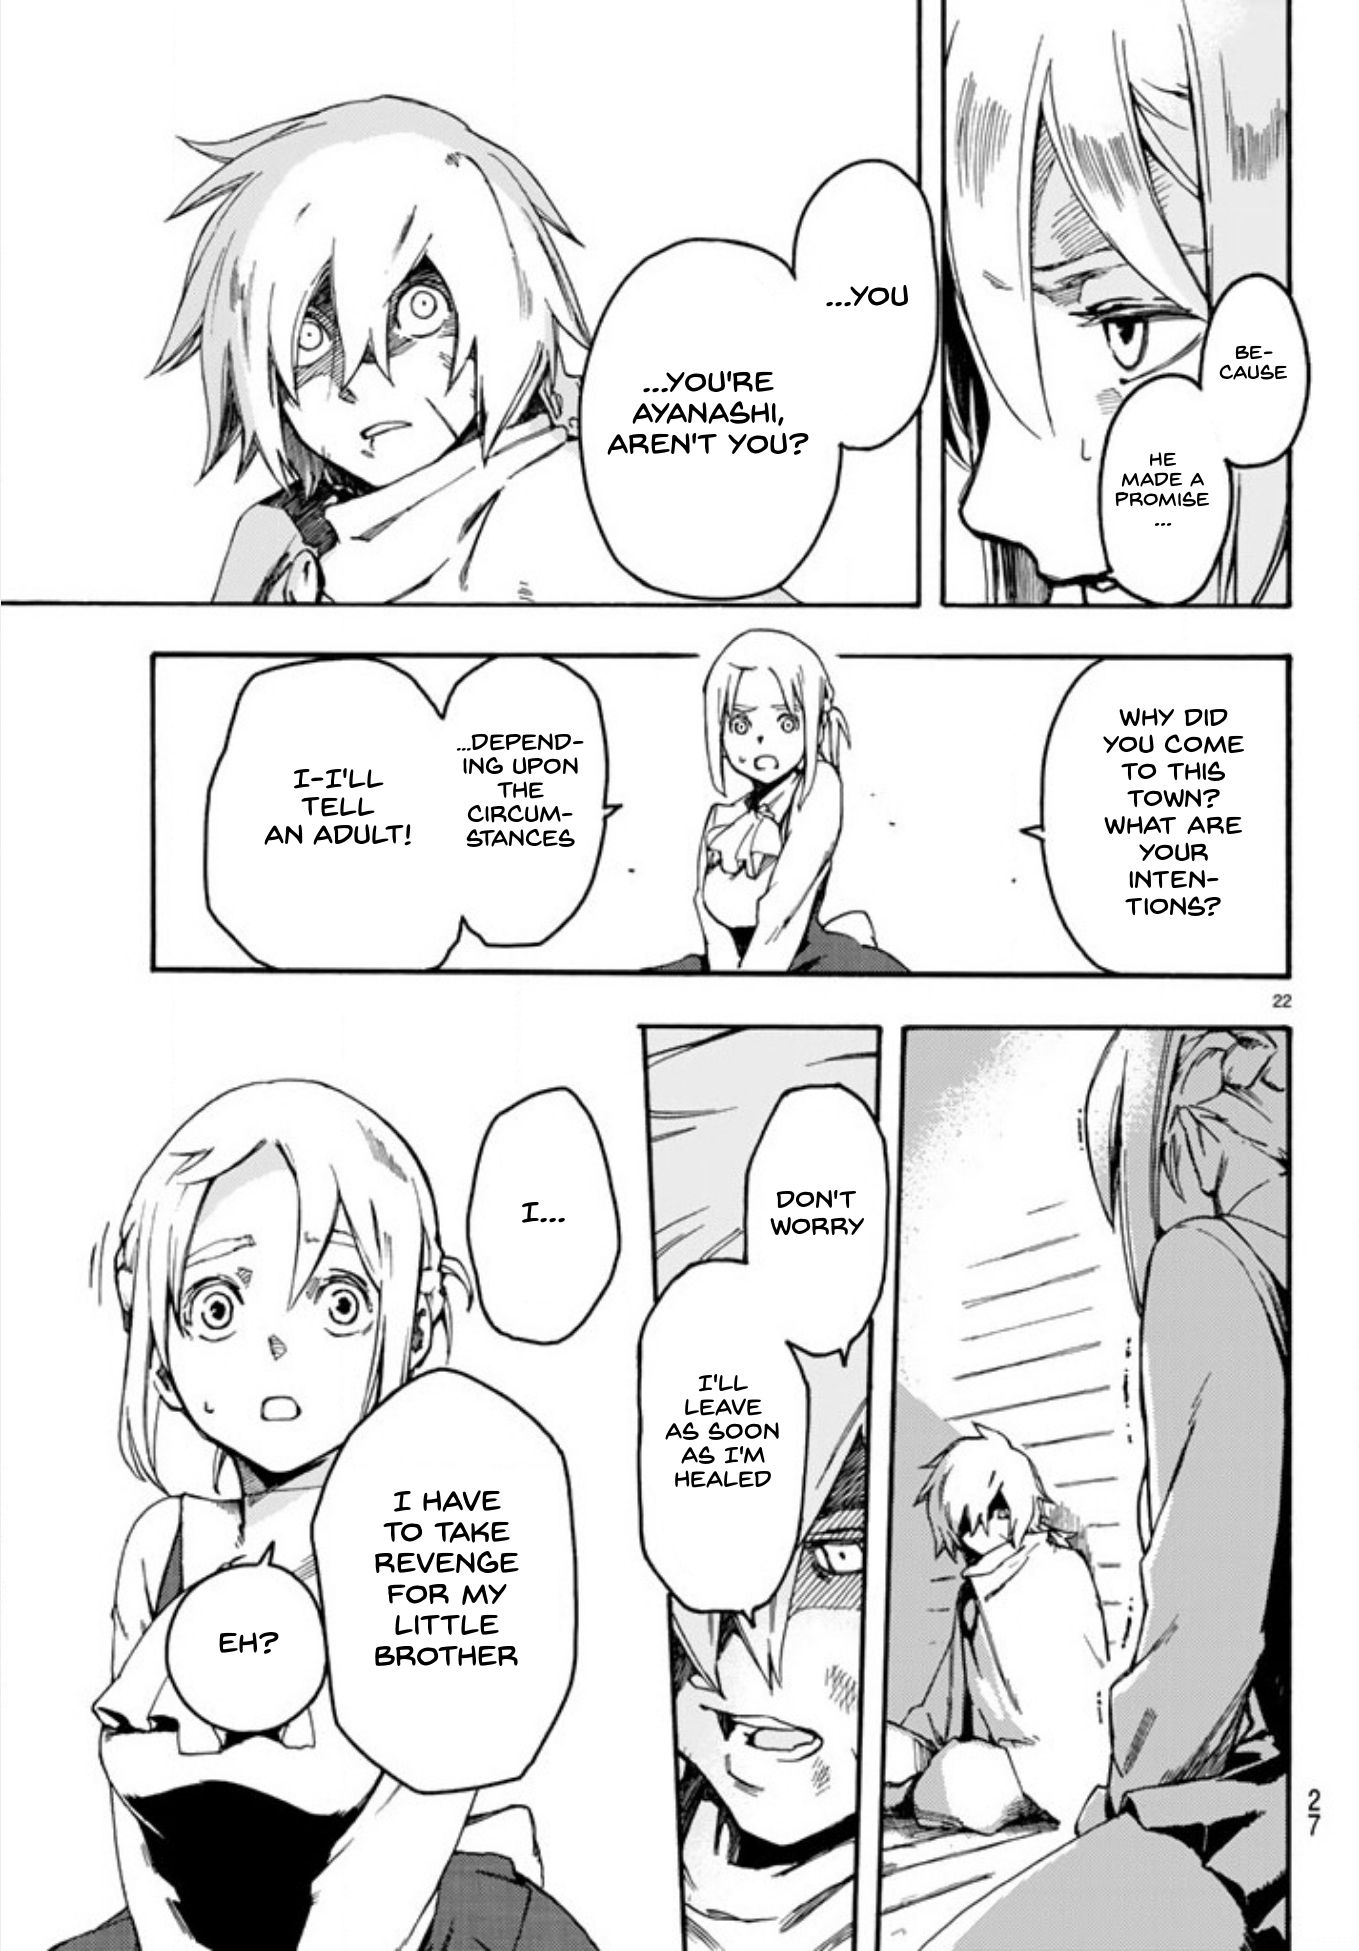 BE-
CAUSE
HE
MADE A
PROMISE
...
...YOU
...YOU'RE
AYANASHI,
AREN'T YOU?
WHY DID
YOU COME
TO THIS
TOWN?
WHAT ARE
YOUR
INTEN-
TIONS?
...DEPEND-
ING UPON
THE
CIRCUM-
STANCES
I-I'LL
TELL
AN ADULT!
22
DON'T
WORRY
I'LL
LEAVE
AS SOON
AS I'M
HEALED
I...
I HAVE
TO TAKE
REVENGE
FOR MY
LITTLE
BROTHER
EH?
27